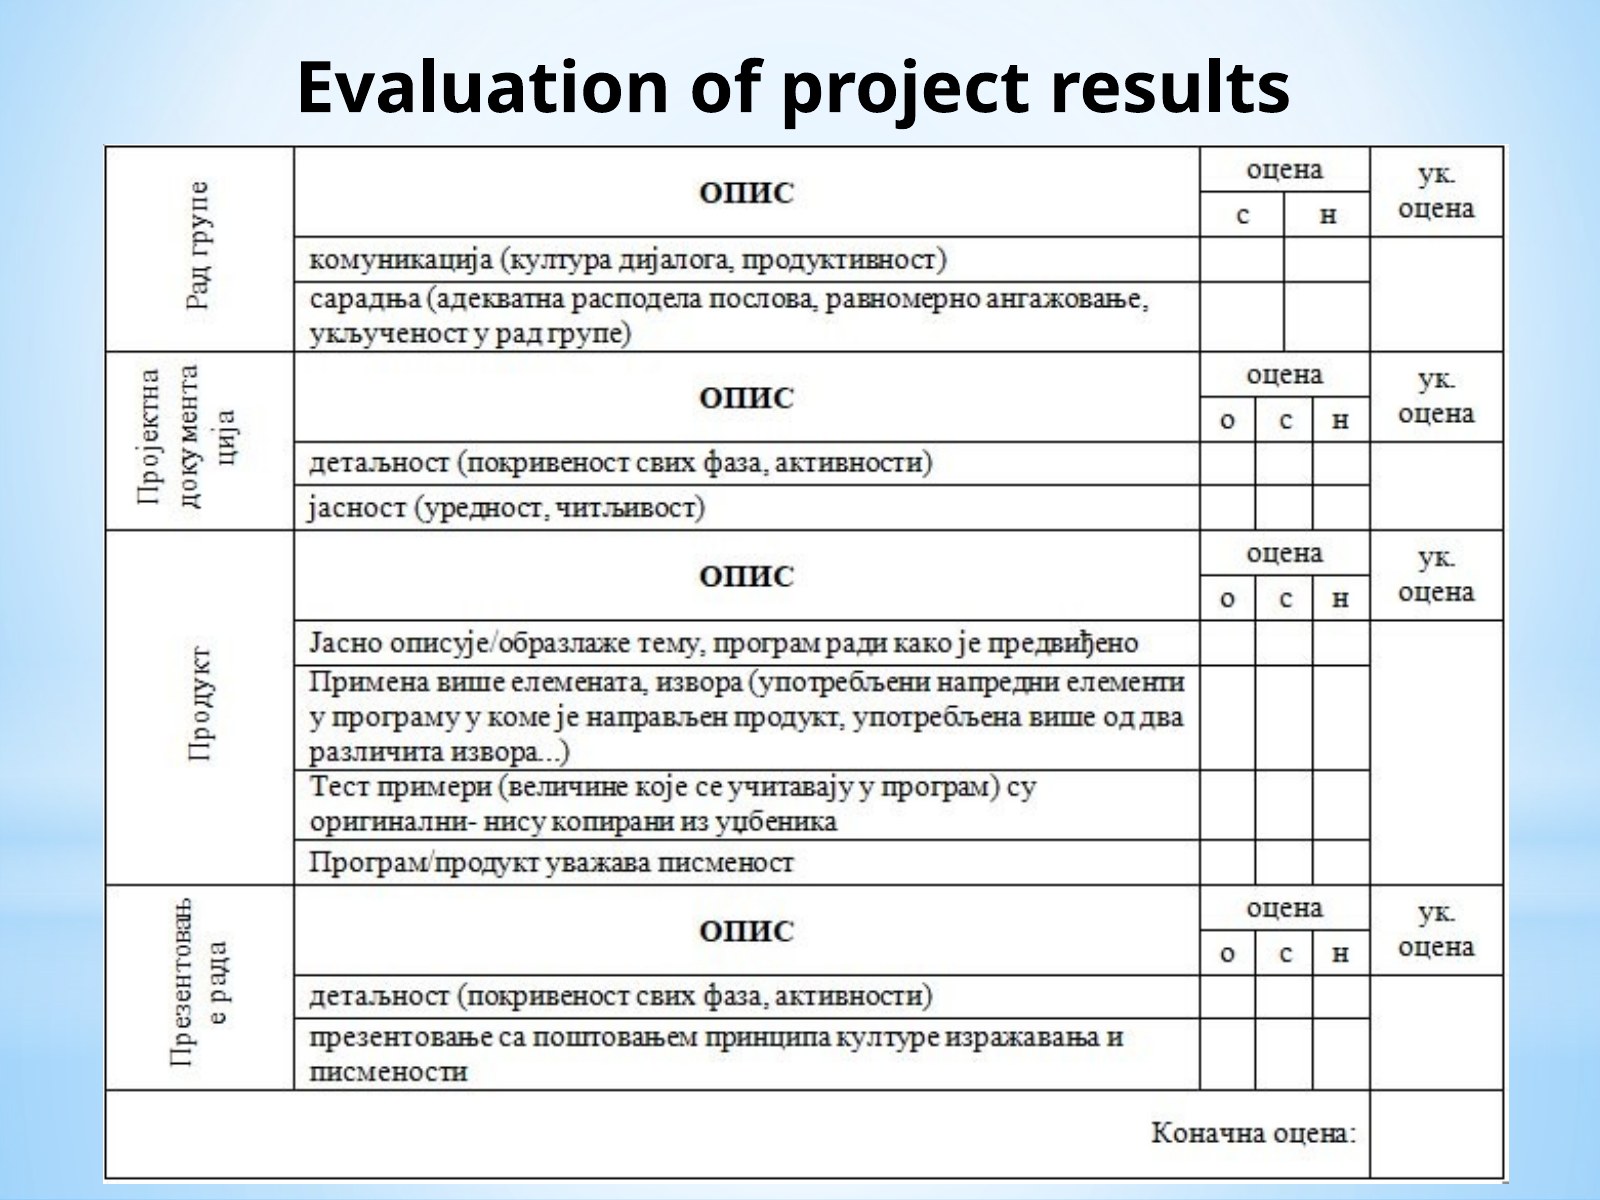 Evaluation of project results
Рад групе
ОПИС
оцена
ук.
оцена
с
н
комуникација (култура дијалога, продуктивност)
сарадња (адекватна расподела послова, равномерно ангажовање,
укљученост у рад групе)
Пројектна
документа
ција
ОПИС
оцена
ук.
оцена
о
с
н
детаљност (покривеност свих фаза, активности)
јасност (уредност, читљивост)
Продукт
ОПИС
оцена
ук.
оцена
о
с
н
Јасно описује/образлаже тему, програм ради како је предвиђено
Примена више елемената, извора (употребљени напредни елементи
у програму у коме је направљен продукт, употребљена више од два
различита извора...)
Тест примери (величине које се учитавају у програм) су
оригинални- нису копирани из уџбеника
Програм/продукт уважава писменост
Презентовањ
е рада
ОПИС
оцена
ук.
оцена
о
с
н
детаљност (покривеност свих фаза, активности)
презентовање са поштовањем принципа културе изражавања и
писмености
Коначна оцена: